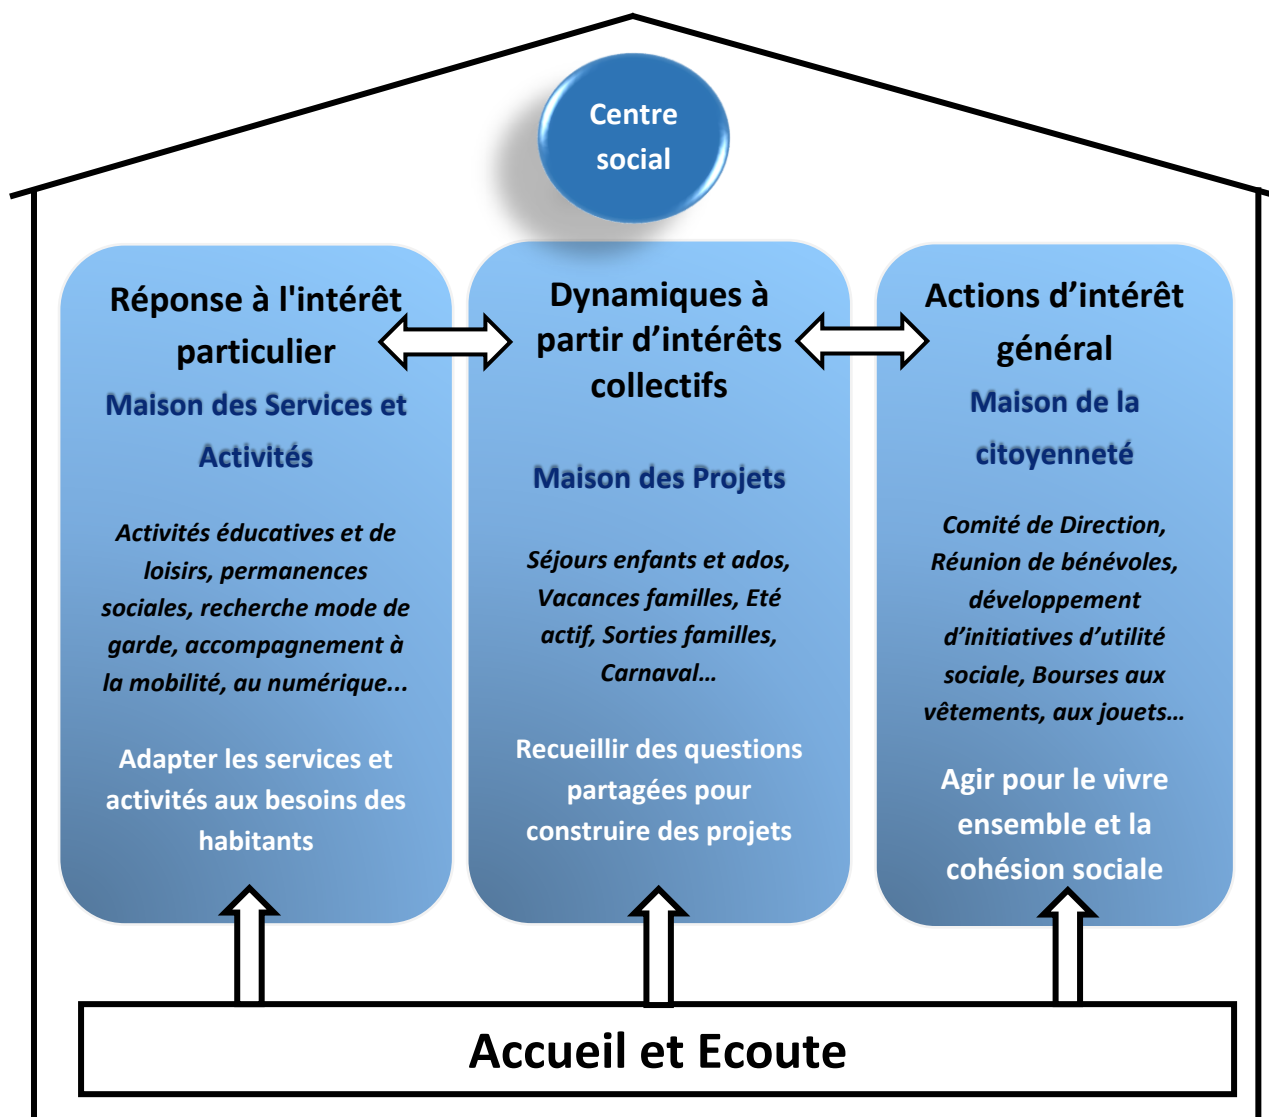 Centre
social
Réponse à l'intérêt
particulier
Maison des Services et
Activités
Activités éducatives et de
loisirs, permanences
sociales, recherche mode de
garde, accompagnement à
la mobilité, au numérique...
Adapter les services et
activités aux besoins des
habitants
Dynamiques à
partir d’intérêts
collectifs
Maison des Projets
Séjours enfants et ados,
Vacances familles, Eté
actif, Sorties familles,
Carnaval…
Recueillir des questions
partagées pour
construire des projets
Actions d’intérêt
général
Maison de la
citoyenneté
Comité de Direction,
Réunion de bénévoles,
développement
d’initiatives d’utilité
sociale, Bourses aux
vêtements, aux jouets…
Agir pour le vivre
ensemble et la
cohésion sociale
Accueil et Ecoute